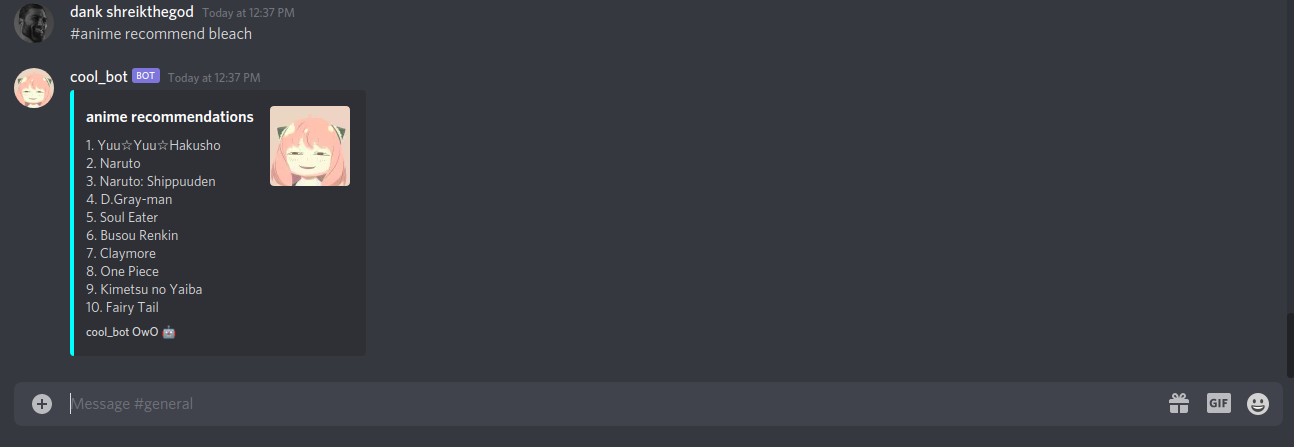 dank shreikthegod Today at 12:37 PM
#anime recommend bleach
cool_bot BOT Today at 12:37 PM
anime recommendations
1. Yuu☆Yuu☆Hakusho
2. Naruto
3. Naruto: Shippuuden
4. D.Gray-man
5. Soul Eater
6. Busou Renkin
7. Claymore
8. One Piece
9. Kimetsu no Yaiba
10. Fairy Tail
cool_bot OwO 🤖
Message #general
GIF